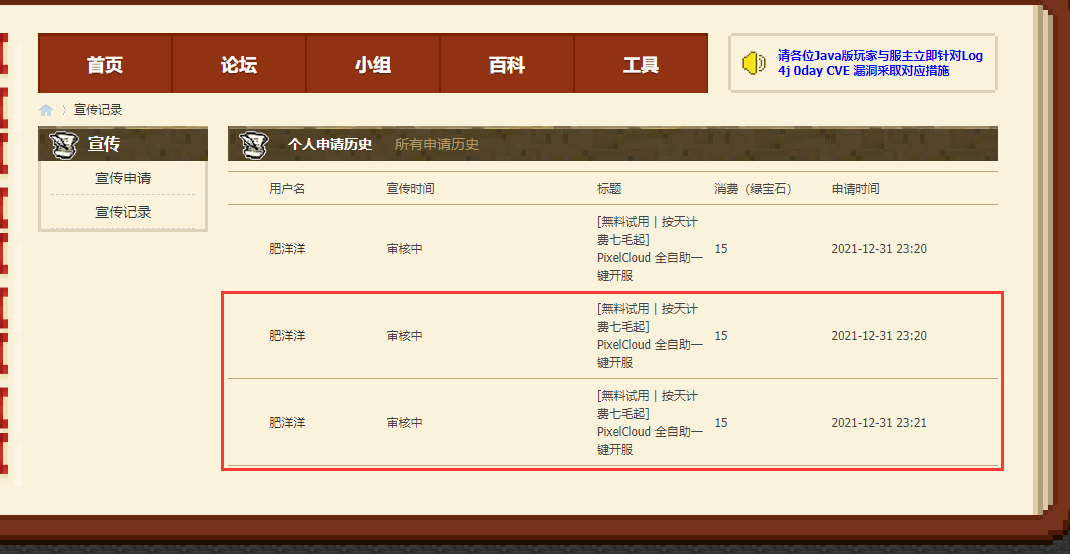 首页 论坛 小组 百科 工具
请各位Java版玩家与服主立即针对Log
4j 0day CVE 漏洞采取对应措施
宣传记录
宣传
宣传申请
宣传记录
个人申请历史 所有申请历史
用户名 宣传时间 标题 消费（绿宝石） 申请时间
[無料试用 | 按天计
费七毛起]
肥洋洋 审核中 15 2021-12-31 23:20
PixelCloud 全自助一
键开服
[無料试用 | 按天计
费七毛起]
肥洋洋 审核中 15 2021-12-31 23:20
PixelCloud 全自助一
键开服
[無料试用 | 按天计
费七毛起]
肥洋洋 审核中 15 2021-12-31 23:21
PixelCloud 全自助一
键开服